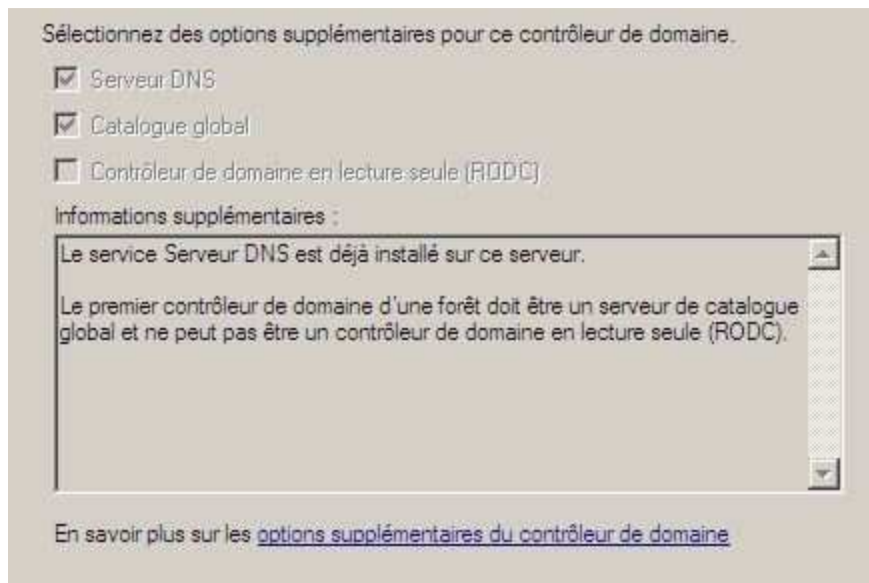 Sélectionnez des options supplémentaires pour ce contrôleur de domaine.
Serveur DNS
Catalogue global
Contrôleur de domaine en lecture seule (RODC)
Informations supplémentaires :
Le service Serveur DNS est déjà installé sur ce serveur.
Le premier contrôleur de domaine d'une forêt doit être un serveur de catalogue
global et ne peut pas être un contrôleur de domaine en lecture seule (RODC).
En savoir plus sur les options supplémentaires du contrôleur de domaine